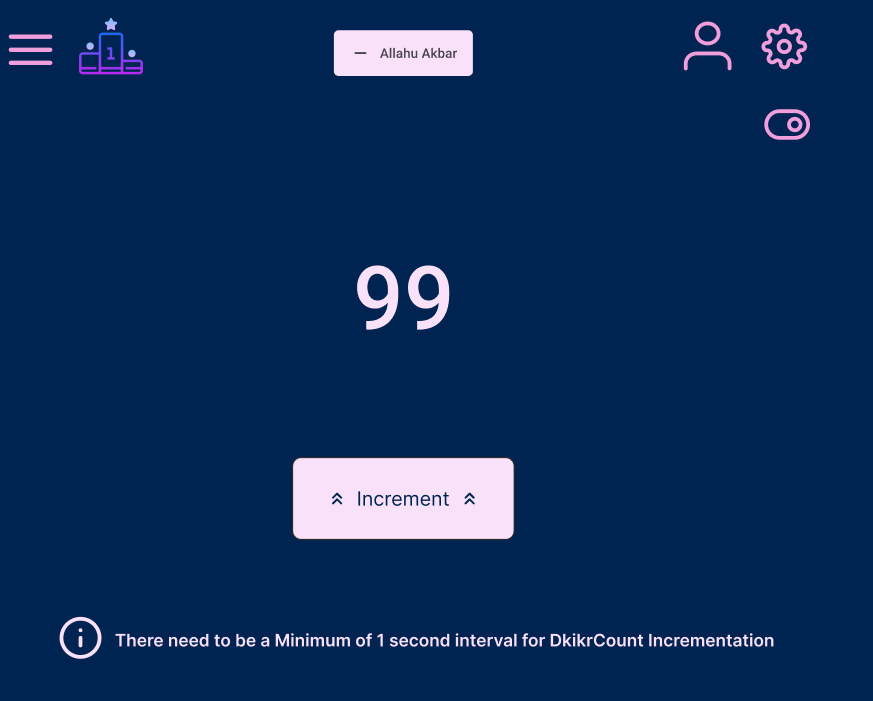 1
Allahu Akbar
99
Increment
There need to be a Minimum of 1 second interval for DkikrCount Incrementation